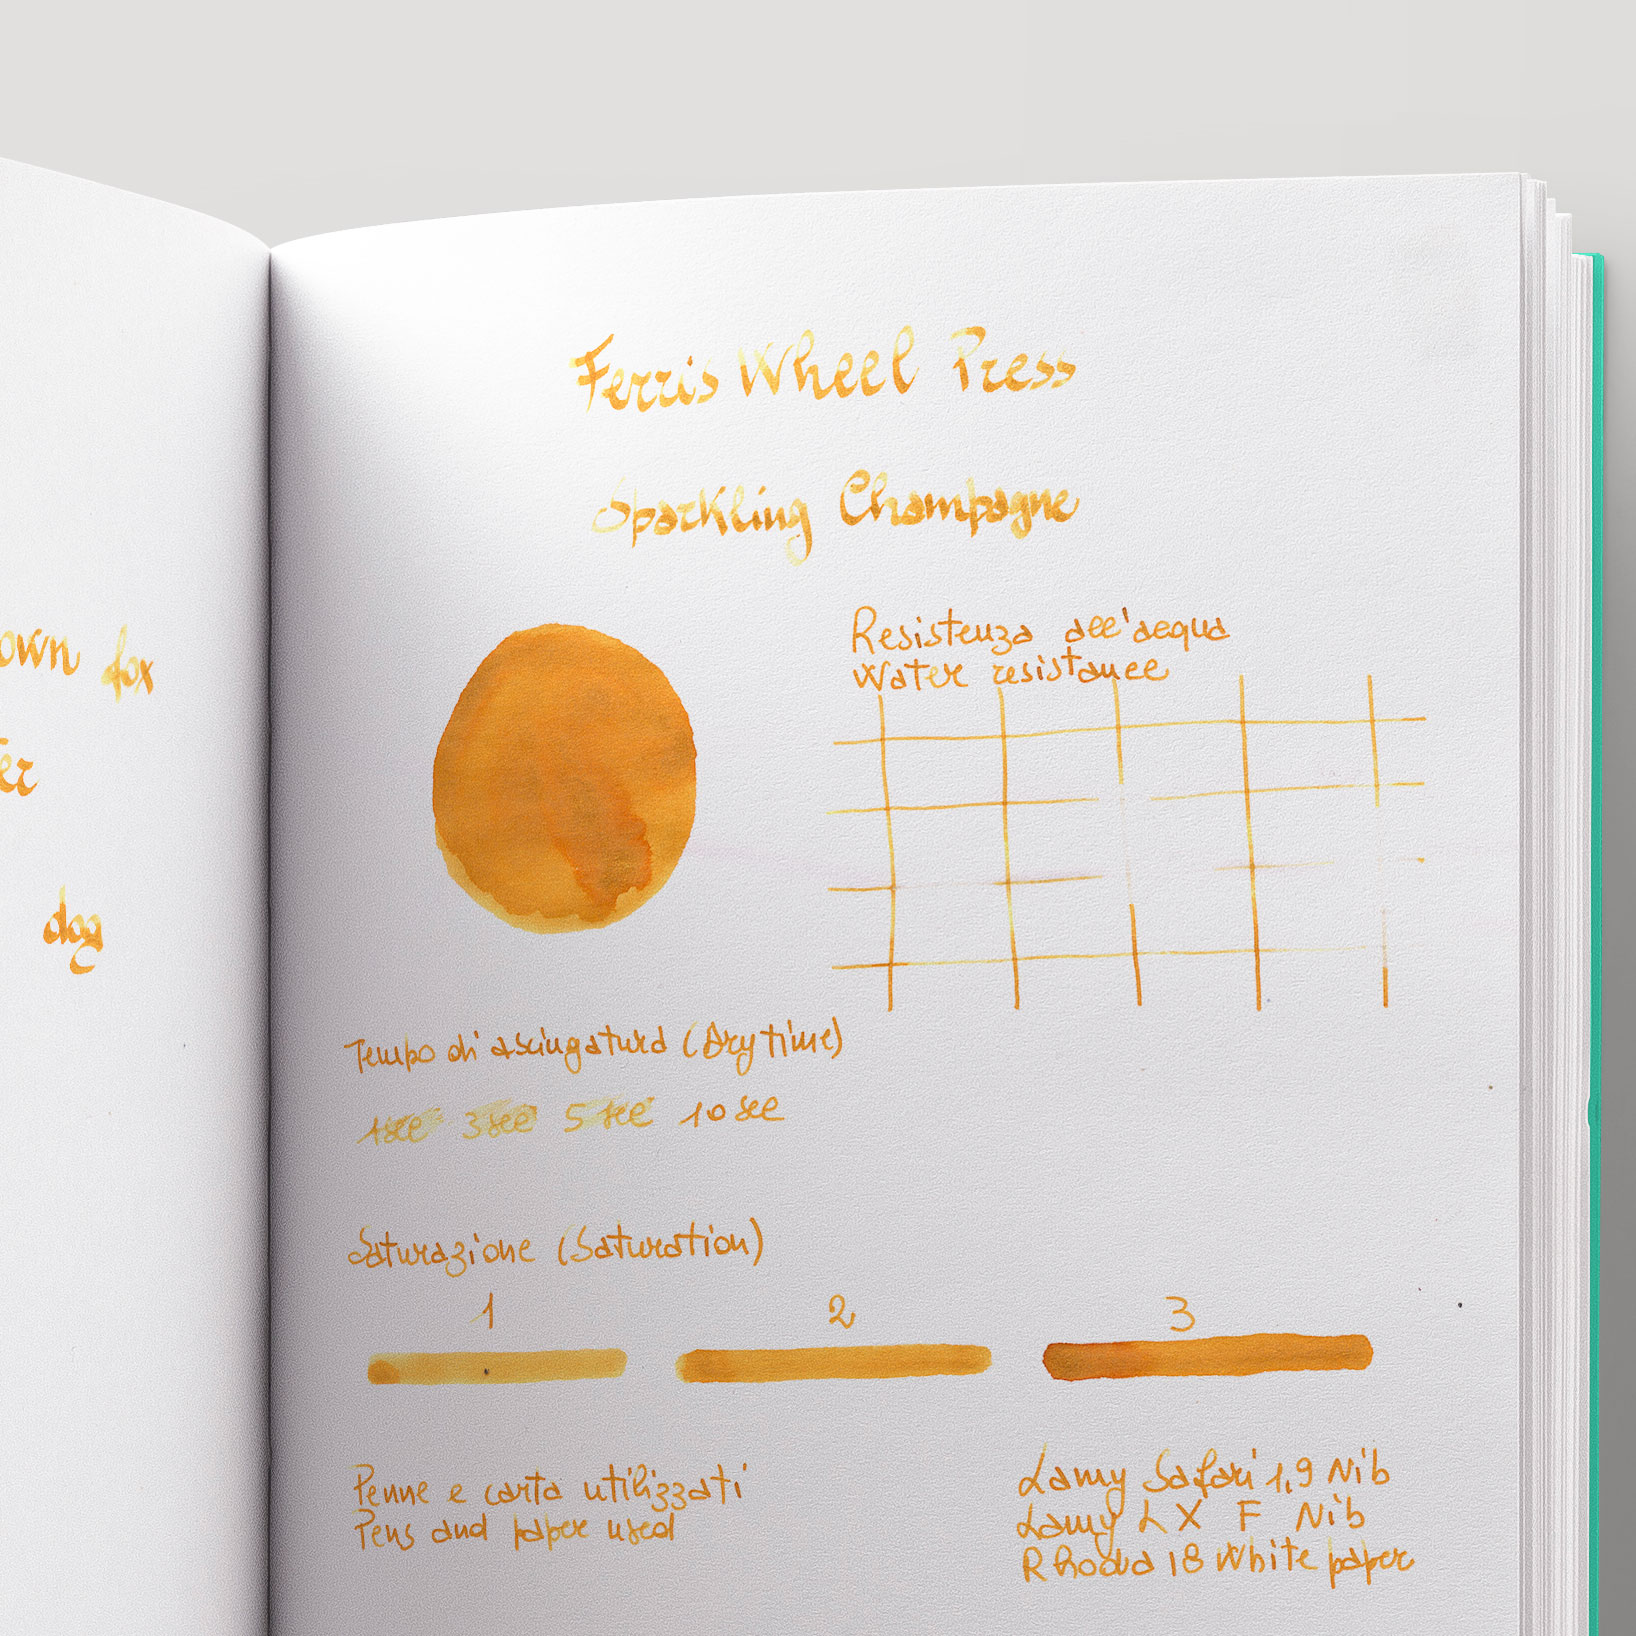 own fox
er
dog
Ferris Wheel Press
Sparkling Champagne
Resistenza all'acqua
Water resistance
Tempo di asciugatura (Dry time)
1 sec 3 sec 5 sec 10 sec
Saturazione (Saturation)
1 2 3
Penne e carta utilizzati
Pens and paper used
Lamy Safari 1,9 Nib
Lamy LX F Nib
Rhodia 18 White paper